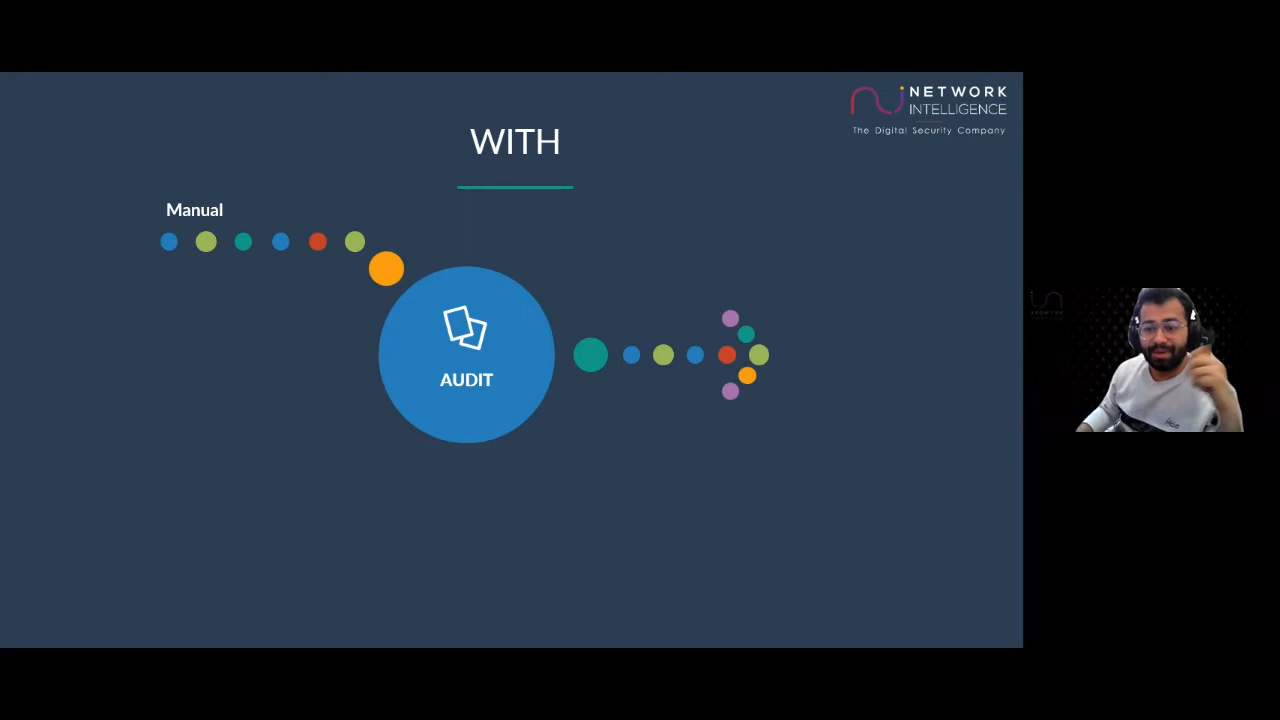 NETWORK
INTELLIGENCE
The Digital Security Company
WITH
Manual
AUDIT